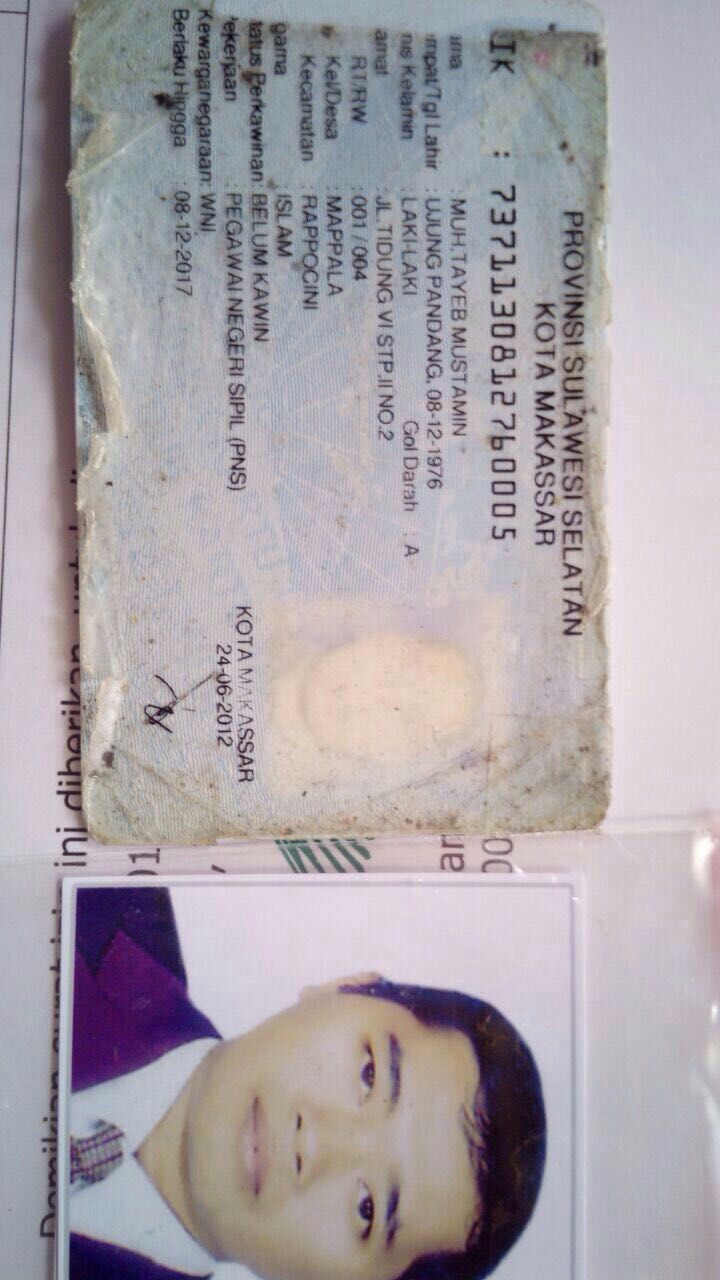 PROVINSI SULAWESI SELATAN
KOTA MAKASSAR
IK : 7371130812760005
ama : MUH.TAYEB MUSTAMIN
mpat/Tgl Lahir : UJUNG PANDANG, 08-12-1976
nis Kelamin : LAKI-LAKI Gol Darah : A
amat : JL.TIDUNG VI STP.II NO.2
RT/RW : 001 / 004
Kel/Desa : MAPPALA
Kecamatan : RAPPOCINI
gama : ISLAM
tatus Perkawinan: BELUM KAWIN
ekerjaan : PEGAWAI NEGERI SIPIL (PNS)
Kewarganegaraan: WNI
Berlaku Hingga : 08-12-2017
KOTA MAKASSAR
24-06-2012
ini diberikan